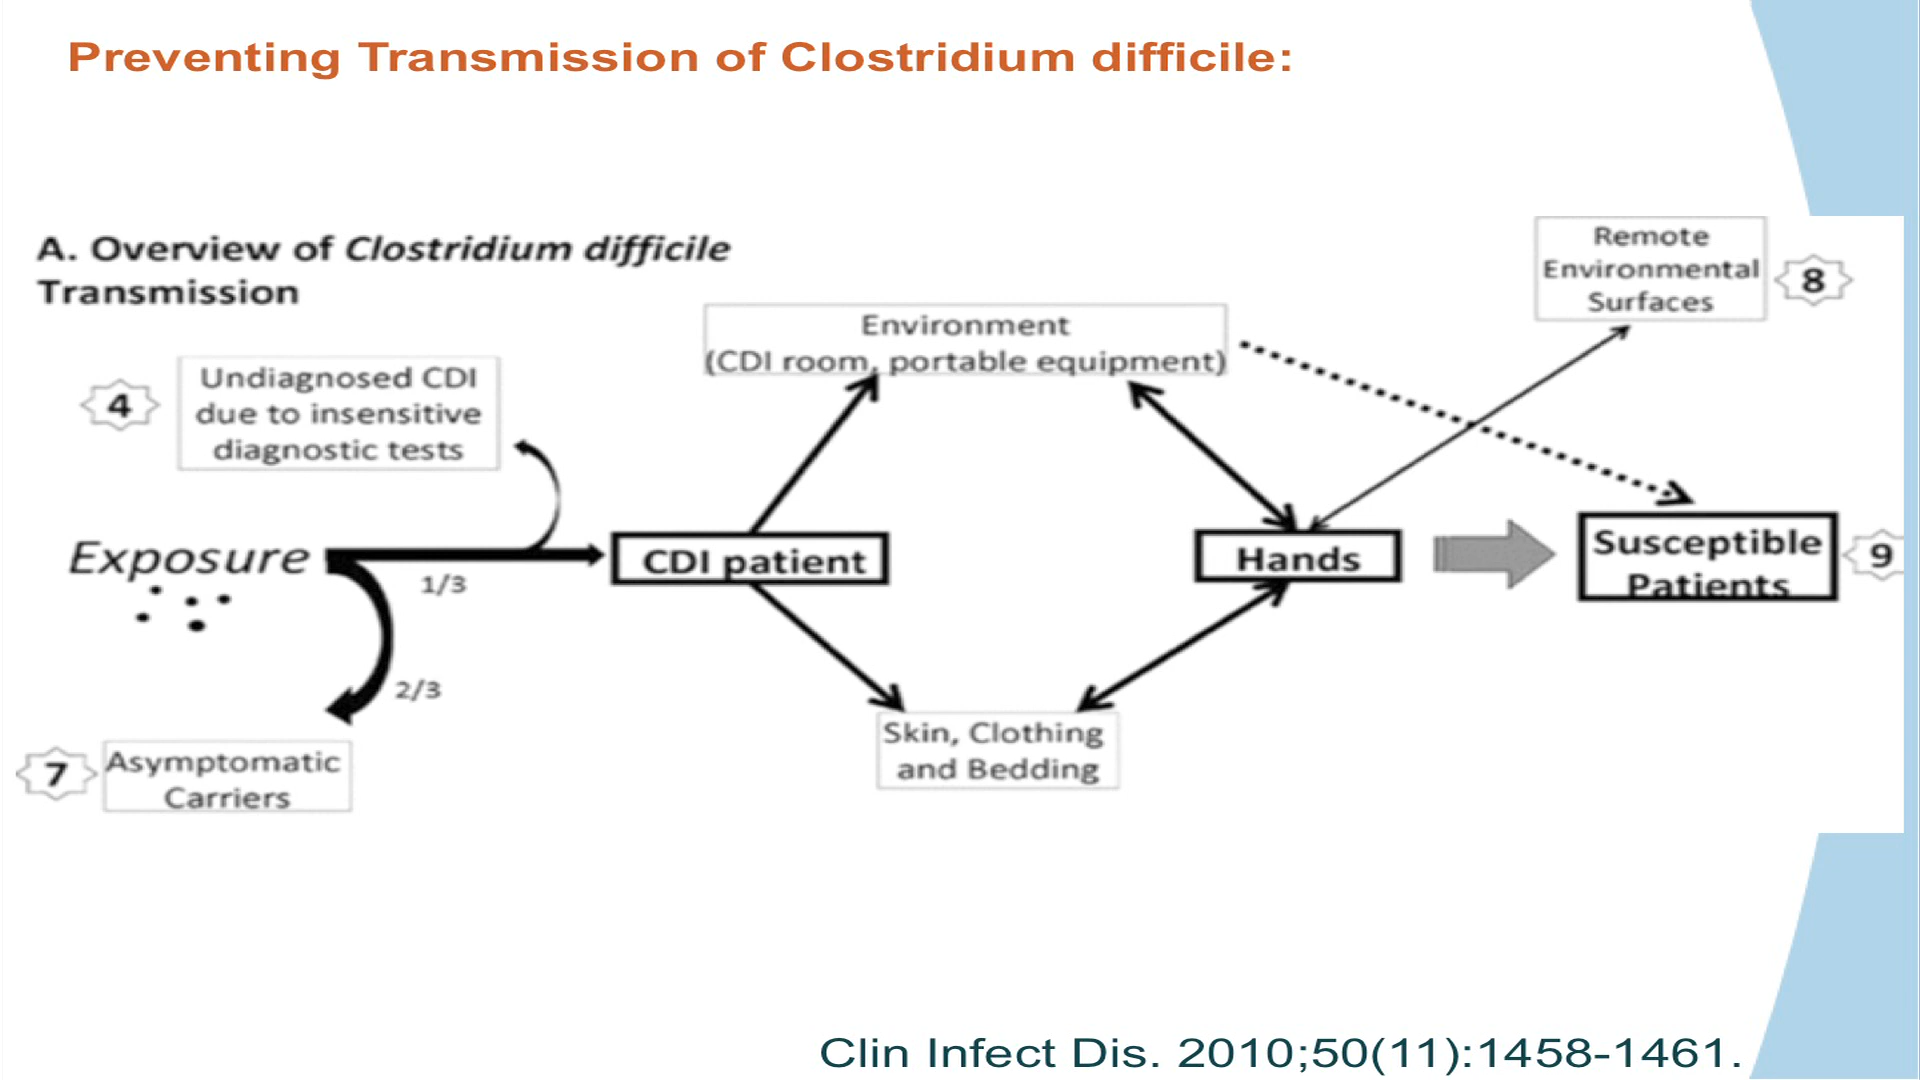 Preventing Transmission of Clostridium difficile:
A. Overview of Clostridium difficile
Transmission
Remote
Environmental
Surfaces
8
Environment
(CDI room, portable equipment)
4
Undiagnosed CDI
due to insensitive
diagnostic tests
Exposure
1/3
CDI patient
Hands
Susceptible
Patients
9
2/3
7
Asymptomatic
Carriers
Skin, Clothing
and Bedding
Clin Infect Dis. 2010;50(11):1458-1461.